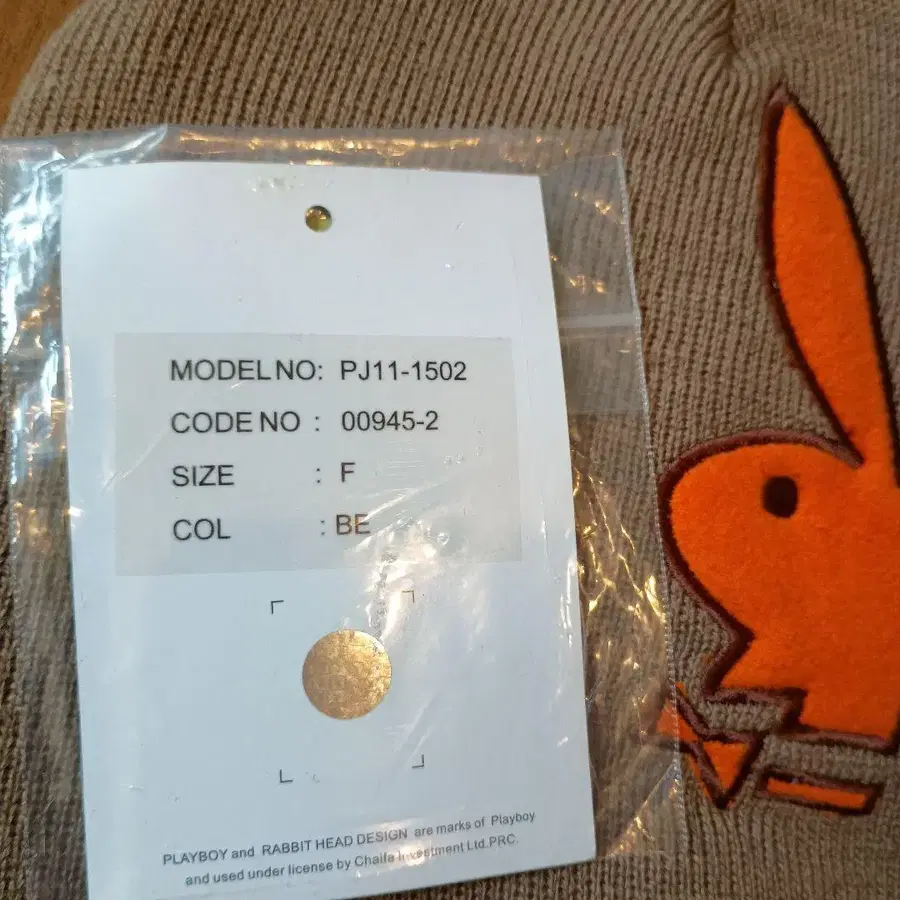 MODEL NO: PJ11-1502
CODE NO : 00945-2
SIZE : F
COL : BE
PLAYBOY and RABBIT HEAD DESIGN are marks of Playboy
and used under license by Chaifa Investment Ltd.PRC.